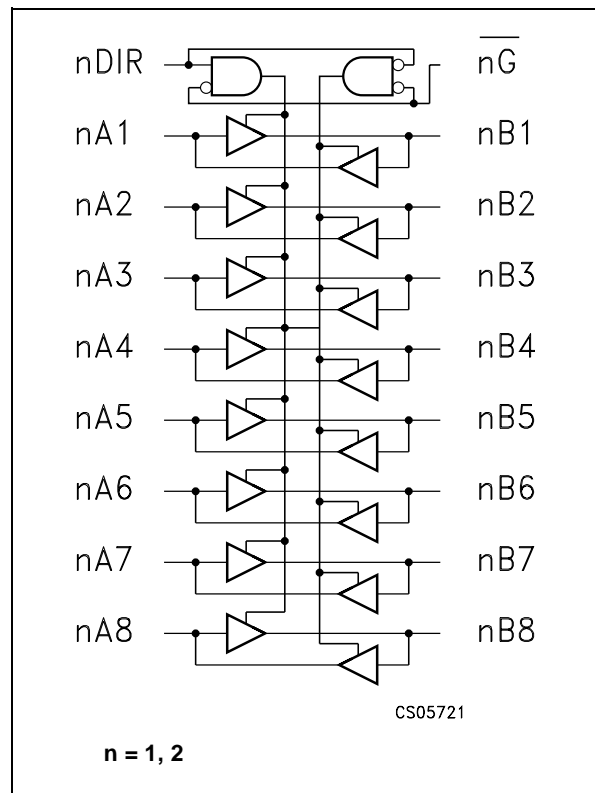 nDIR nG̅
nA1 nB1
nA2 nB2
nA3 nB3
nA4 nB4
nA5 nB5
nA6 nB6
nA7 nB7
nA8 nB8
CS05721
n = 1, 2